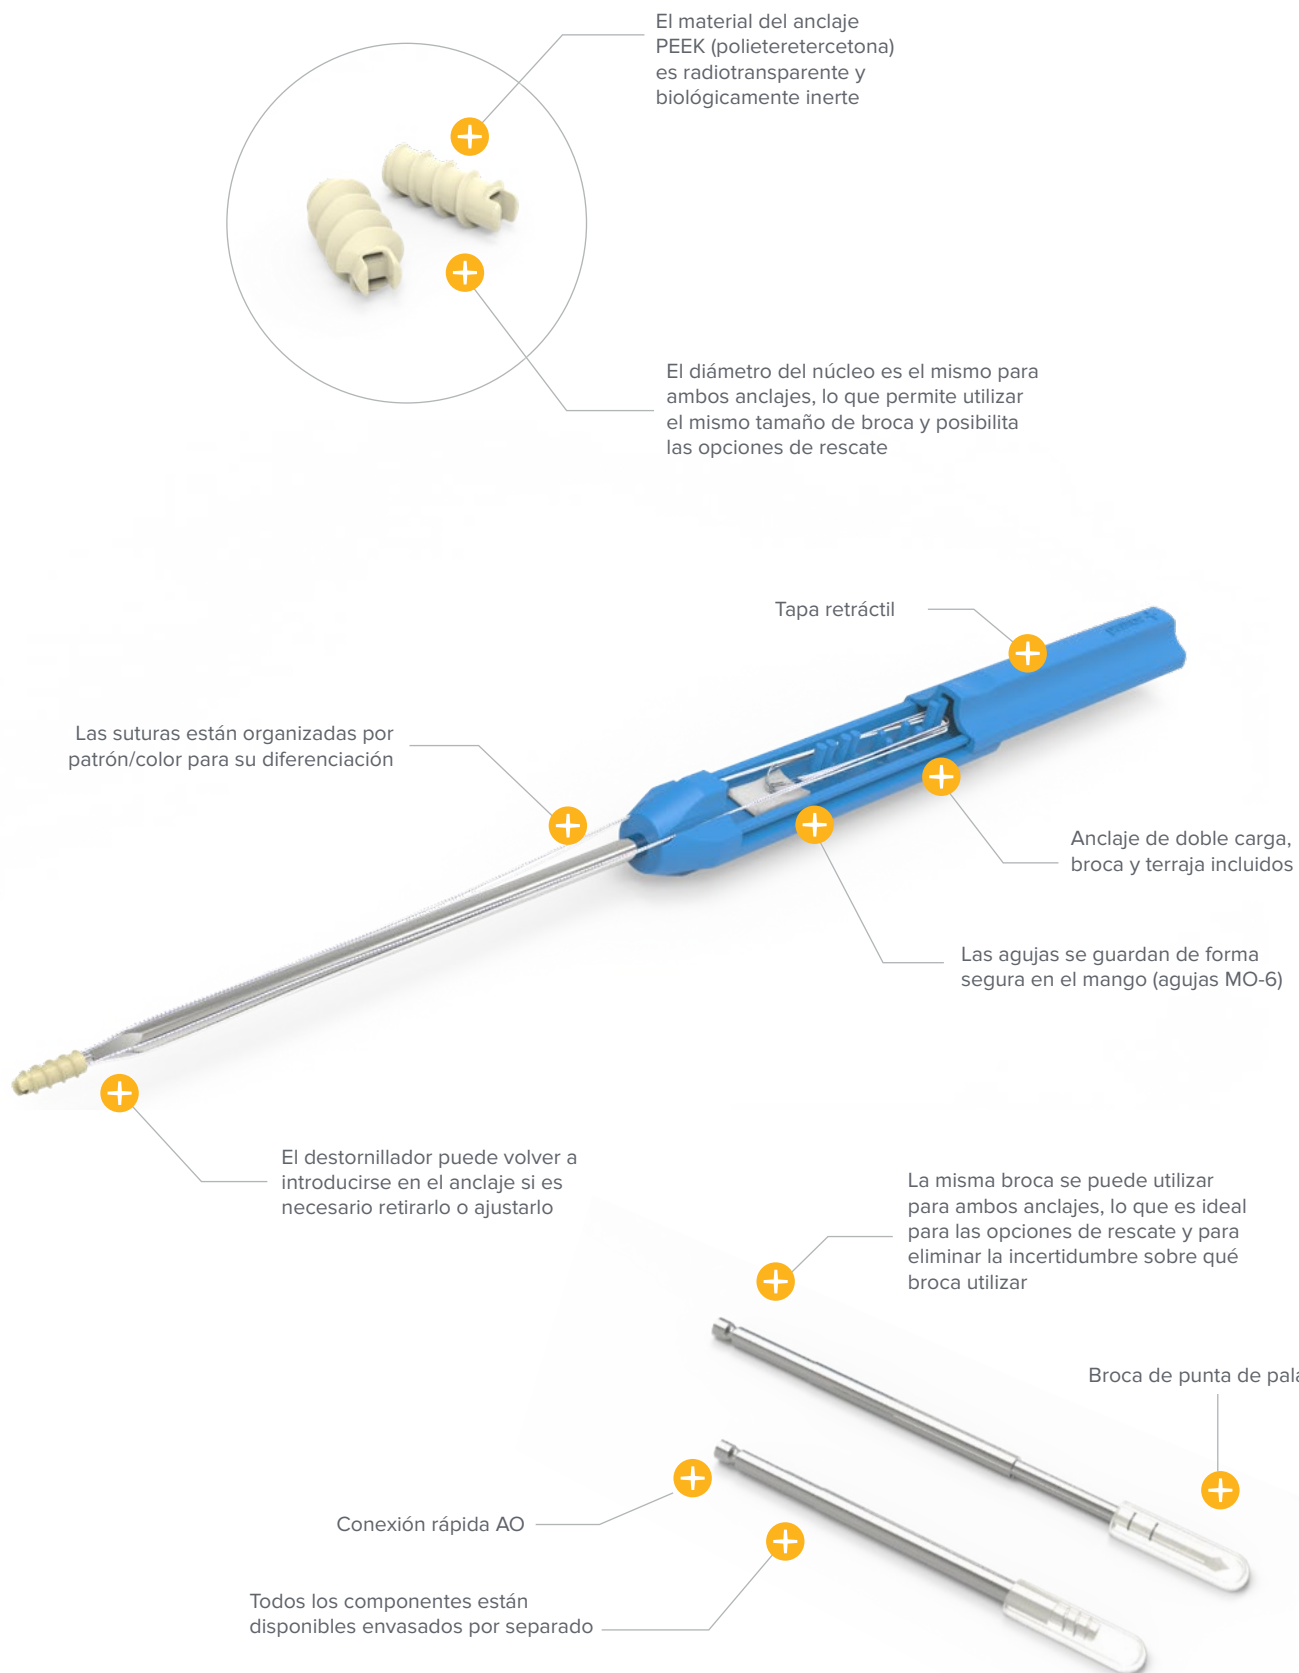 El material del anclaje
PEEK (polieteretercetona)
es radiotransparente y
biológicamente inerte
El diámetro del núcleo es el mismo para
ambos anclajes, lo que permite utilizar
el mismo tamaño de broca y posibilita
las opciones de rescate
Tapa retráctil
Las suturas están organizadas por
patrón/color para su diferenciación
Anclaje de doble carga,
broca y terraja incluidos
Las agujas se guardan de forma
segura en el mango (agujas MO-6)
El destornillador puede volver a
introducirse en el anclaje si es
necesario retirarlo o ajustarlo
La misma broca se puede utilizar
para ambos anclajes, lo que es ideal
para las opciones de rescate y para
eliminar la incertidumbre sobre qué
broca utilizar
Broca de punta de pala
Conexión rápida AO
Todos los componentes están
disponibles envasados por separado